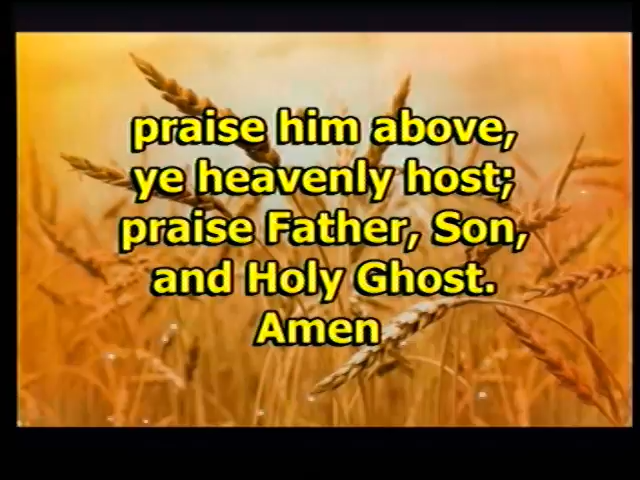 praise him above,
ye heavenly host;
praise Father, Son,
and Holy Ghost.
Amen